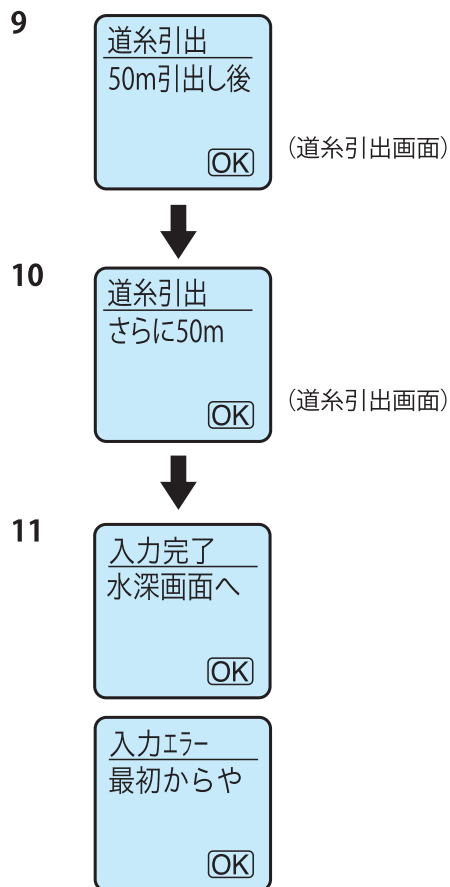 9
道糸引出
50m引出し後
OK
(道糸引出画面)
10
道糸引出
さらに50m
OK
(道糸引出画面)
11
入力完了
水深画面へ
OK
入力エラー
最初からや
OK